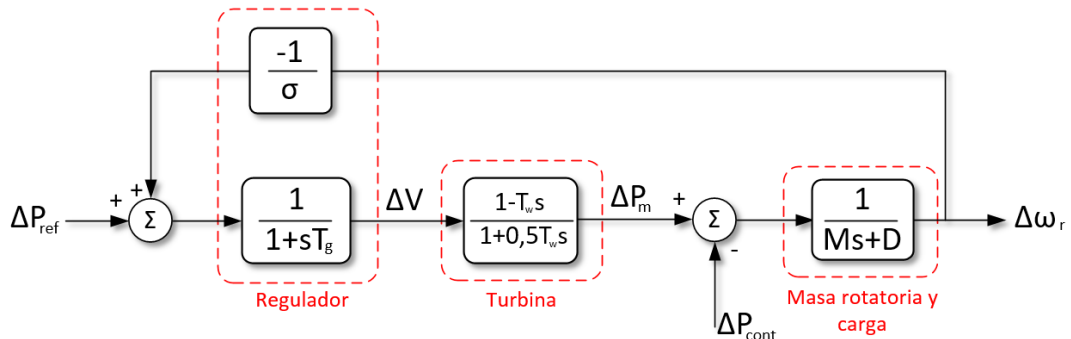 -1
σ
ΔP_ref
+
+
Σ
1
1+sT_g
ΔV
1-T_w s
1+0,5T_w s
ΔP_m
+
Σ
-
1
Ms+D
Δω_r
Regulador
Turbina
Masa rotatoria y
carga
ΔP_cont